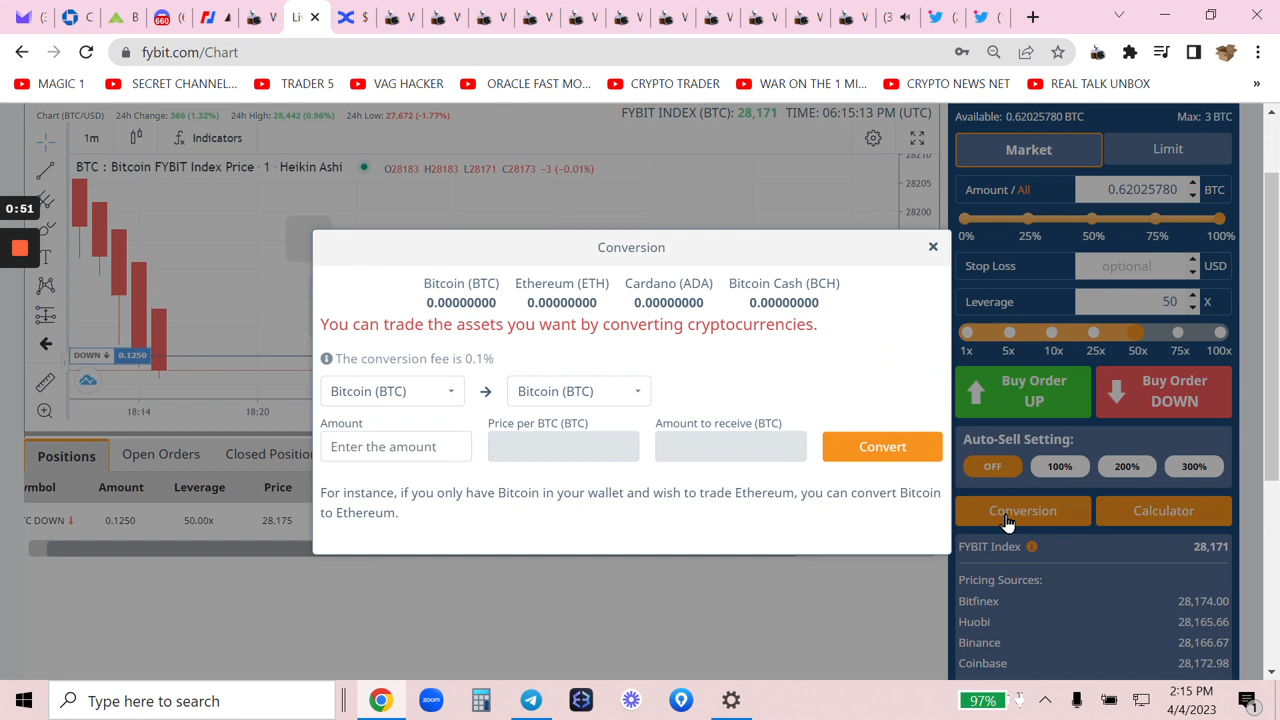 Li
$
(3
(
fybit.com/Chart
MAGIC 1
SECRET CHANNEL...
TRADER 5
VAG HACKER
ORACLE FAST MO...
CRYPTO TRADER
WAR ON THE 1 MI...
CRYPTO NEWS NET
REAL TALK UNBOX
»
Chart (BTC/USD) 24h Change: 366 (1.32%) 24h High: 28,442 (0.96%) 24h Low: 27,672 (-1.77%)
FYBIT INDEX (BTC): 28,171 TIME: 06:15:13 PM (UTC)
1m Indicators
BTC : Bitcoin FYBIT Index Price · 1 · Heikin Ashi
O28183 H28183 L28171 C28173 −3 (−0.01%)
28210
28205
28200
0:51
DOWN ↓ 0.1250
18:14 18:20
Positions Open Orders Closed Position
ymbol Amount Leverage Price
TC DOWN ↓ 0.1250 50.00x 28,175
Conversion ×
Bitcoin (BTC) Ethereum (ETH) Cardano (ADA) Bitcoin Cash (BCH)
0.00000000 0.00000000 0.00000000 0.00000000
You can trade the assets you want by converting cryptocurrencies.
The conversion fee is 0.1%
Bitcoin (BTC) → Bitcoin (BTC)
Amount Price per BTC (BTC) Amount to receive (BTC)
Enter the amount Convert
For instance, if you only have Bitcoin in your wallet and wish to trade Ethereum, you can convert Bitcoin
to Ethereum.
Available: 0.62025780 BTC Max: 3 BTC
Market Limit
Amount / All 0.62025780 BTC
0% 25% 50% 75% 100%
Stop Loss optional USD
Leverage 50 X
1x 5x 10x 25x 50x 75x 100x
Buy Order
UP
Buy Order
DOWN
Auto-Sell Setting:
OFF 100% 200% 300%
Conversion Calculator
FYBIT Index 28,171
Pricing Sources:
Bitfinex 28,174.00
Huobi 28,165.66
Binance 28,166.67
Coinbase 28,172.98
Type here to search
zoom
97%
2:15 PM
4/4/2023
1